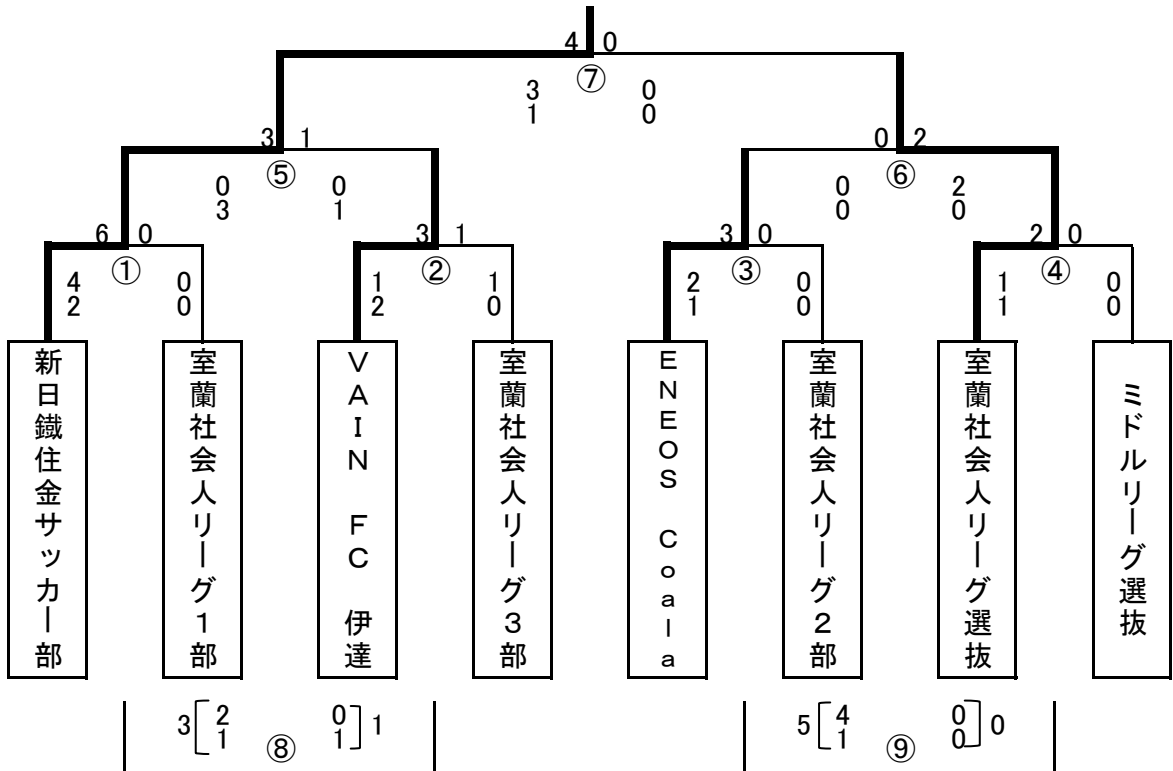 4 0
⑦
3 0
1 0
3 1 0 2
⑤ ⑥
0 0 0 2
3 1 0 0
6 0 3 1 3 0 2 0
① ② ③ ④
4 0 1 1 2 0 1 0
2 0 2 0 1 0 1 0
新日鐵住金サッカー部
室蘭社会人リーグ1部
VAIN FC 伊達
室蘭社会人リーグ3部
ENEOS Coala
室蘭社会人リーグ2部
室蘭社会人リーグ選抜
ミドルリーグ選抜
3[2 0]1 5[4 0]0
1 1 1 0
⑧ ⑨